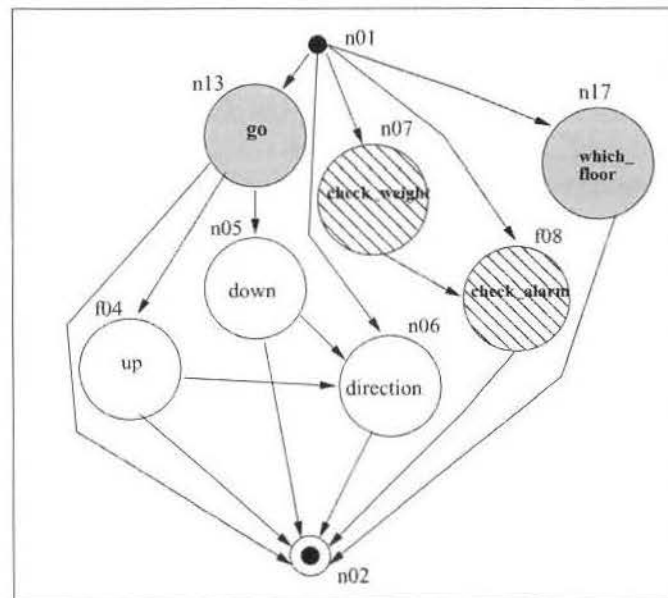 n01
n13
n17
go
n07
which_
floor
check_weight
n05
f08
down
check_alarm
f04
n06
up
direction
n02